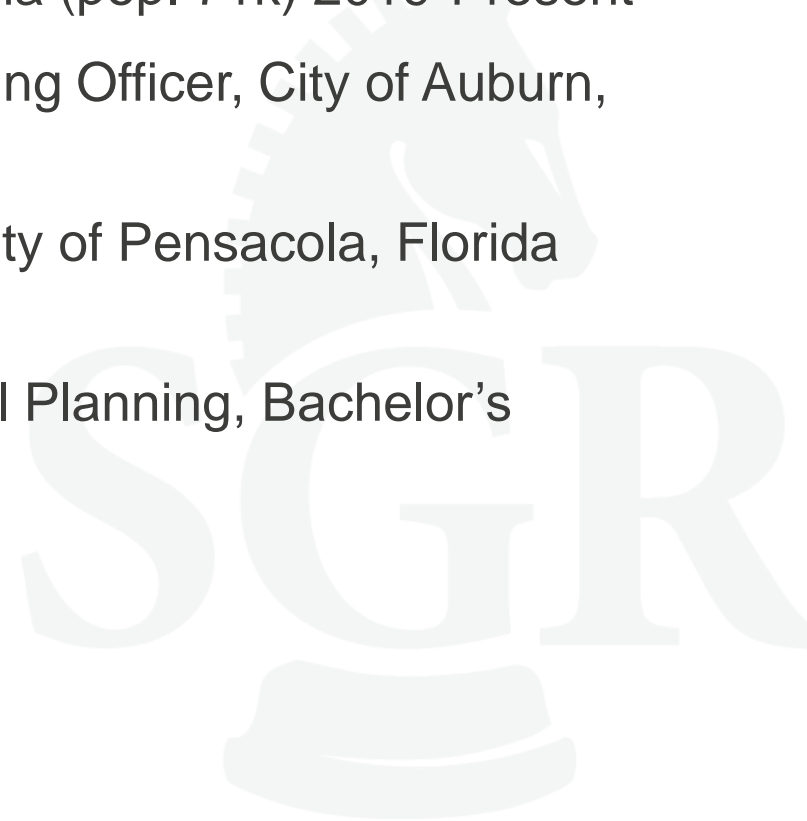 ng Officer, City of Auburn,
ty of Pensacola, Florida
l Planning, Bachelor’s
SGR